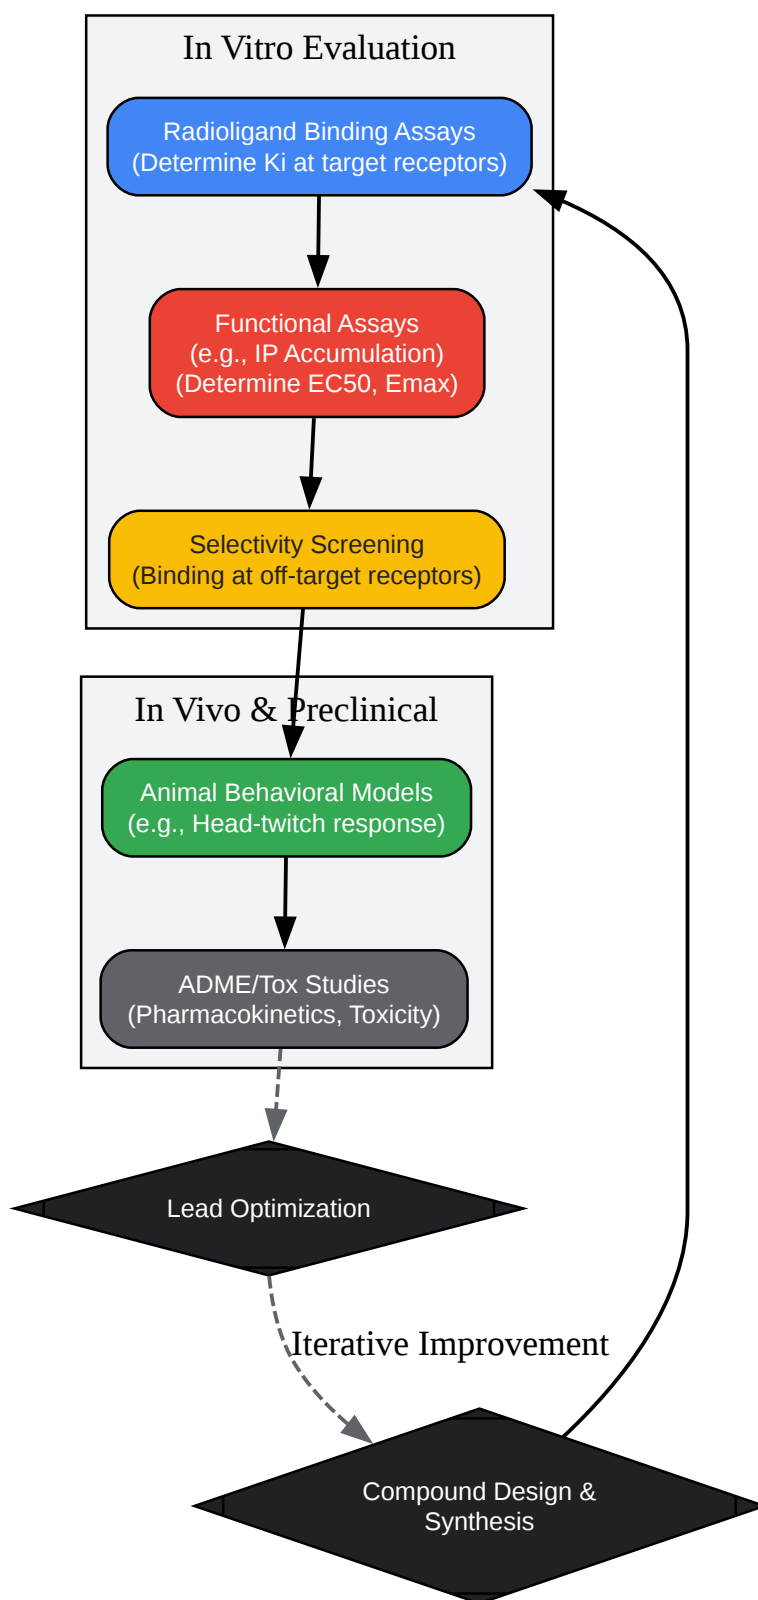 In Vitro Evaluation
Radioligand Binding Assays
(Determine Ki at target receptors)
Functional Assays
(e.g., IP Accumulation)
(Determine EC50, Emax)
Selectivity Screening
(Binding at off-target receptors)
In Vivo & Preclinical
Animal Behavioral Models
(e.g., Head-twitch response)
ADME/Tox Studies
(Pharmacokinetics, Toxicity)
Lead Optimization
Iterative Improvement
Compound Design &
Synthesis